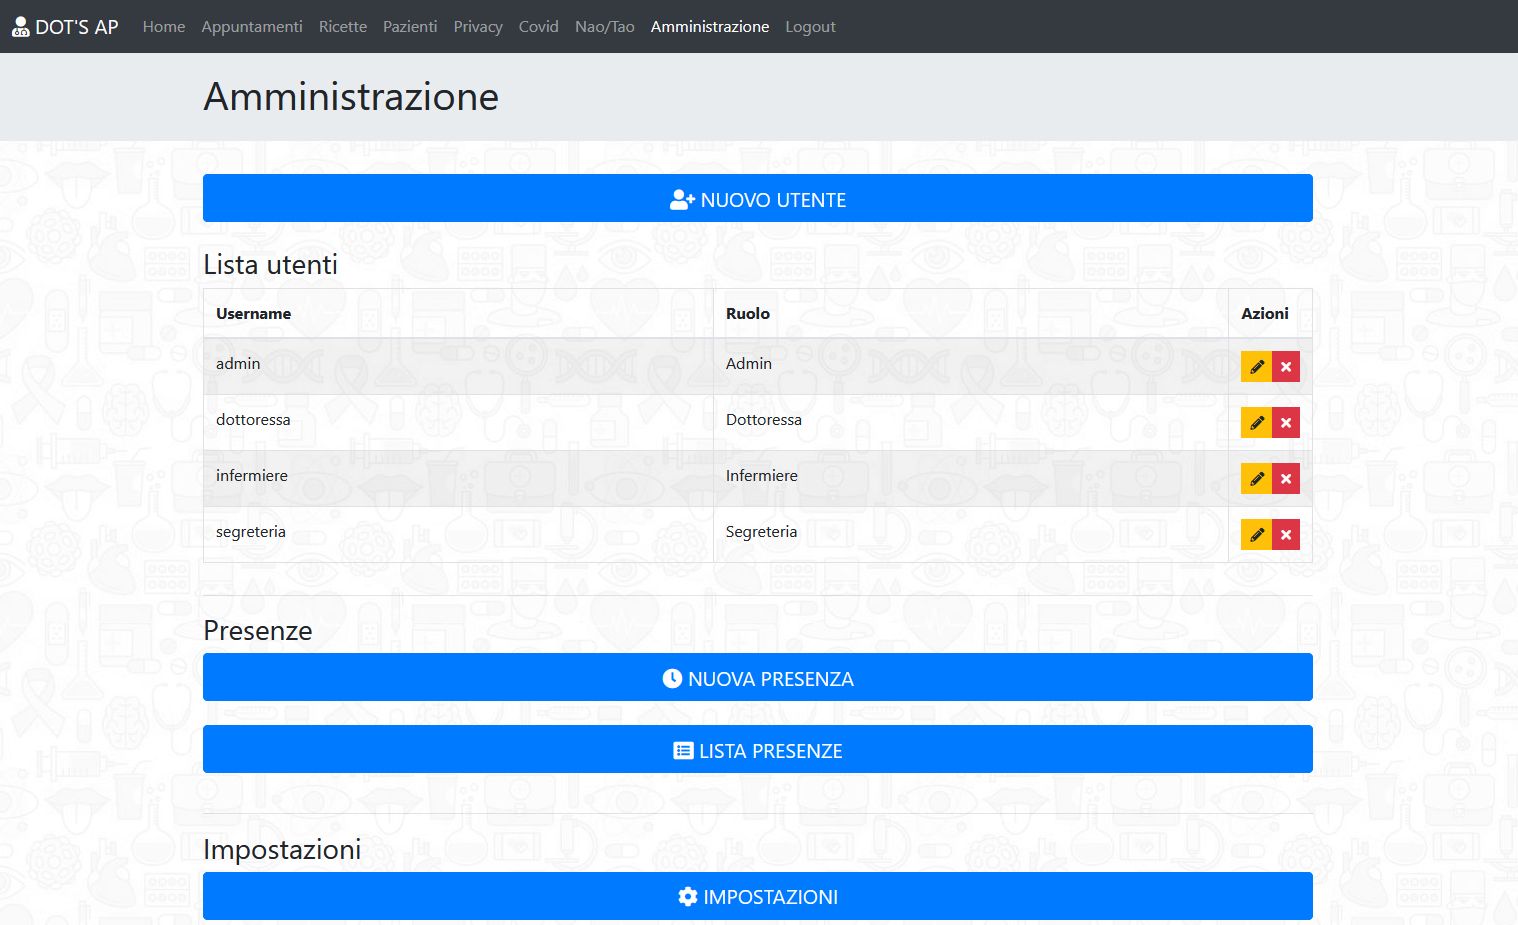 DOT'S AP Home Appuntamenti Ricette Pazienti Privacy Covid Nao/Tao Amministrazione Logout
Amministrazione
NUOVO UTENTE
Lista utenti
Username Ruolo Azioni
admin Admin
dottoressa Dottoressa
infermiere Infermiere
segreteria Segreteria
Presenze
NUOVA PRESENZA
LISTA PRESENZE
Impostazioni
IMPOSTAZIONI